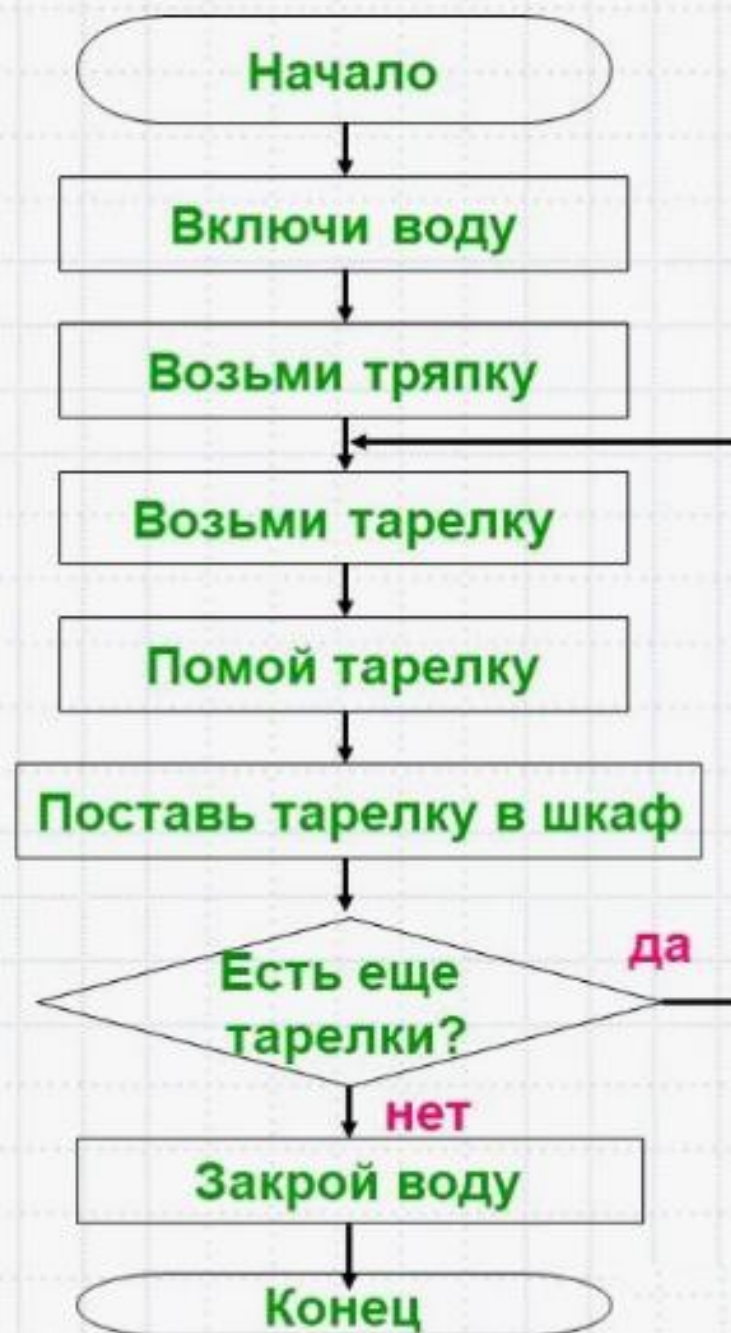 Начало
Включи воду
Возьми тряпку
Возьми тарелку
Помой тарелку
Поставь тарелку в шкаф
да
Есть еще
тарелки?
нет
Закрой воду
Конец